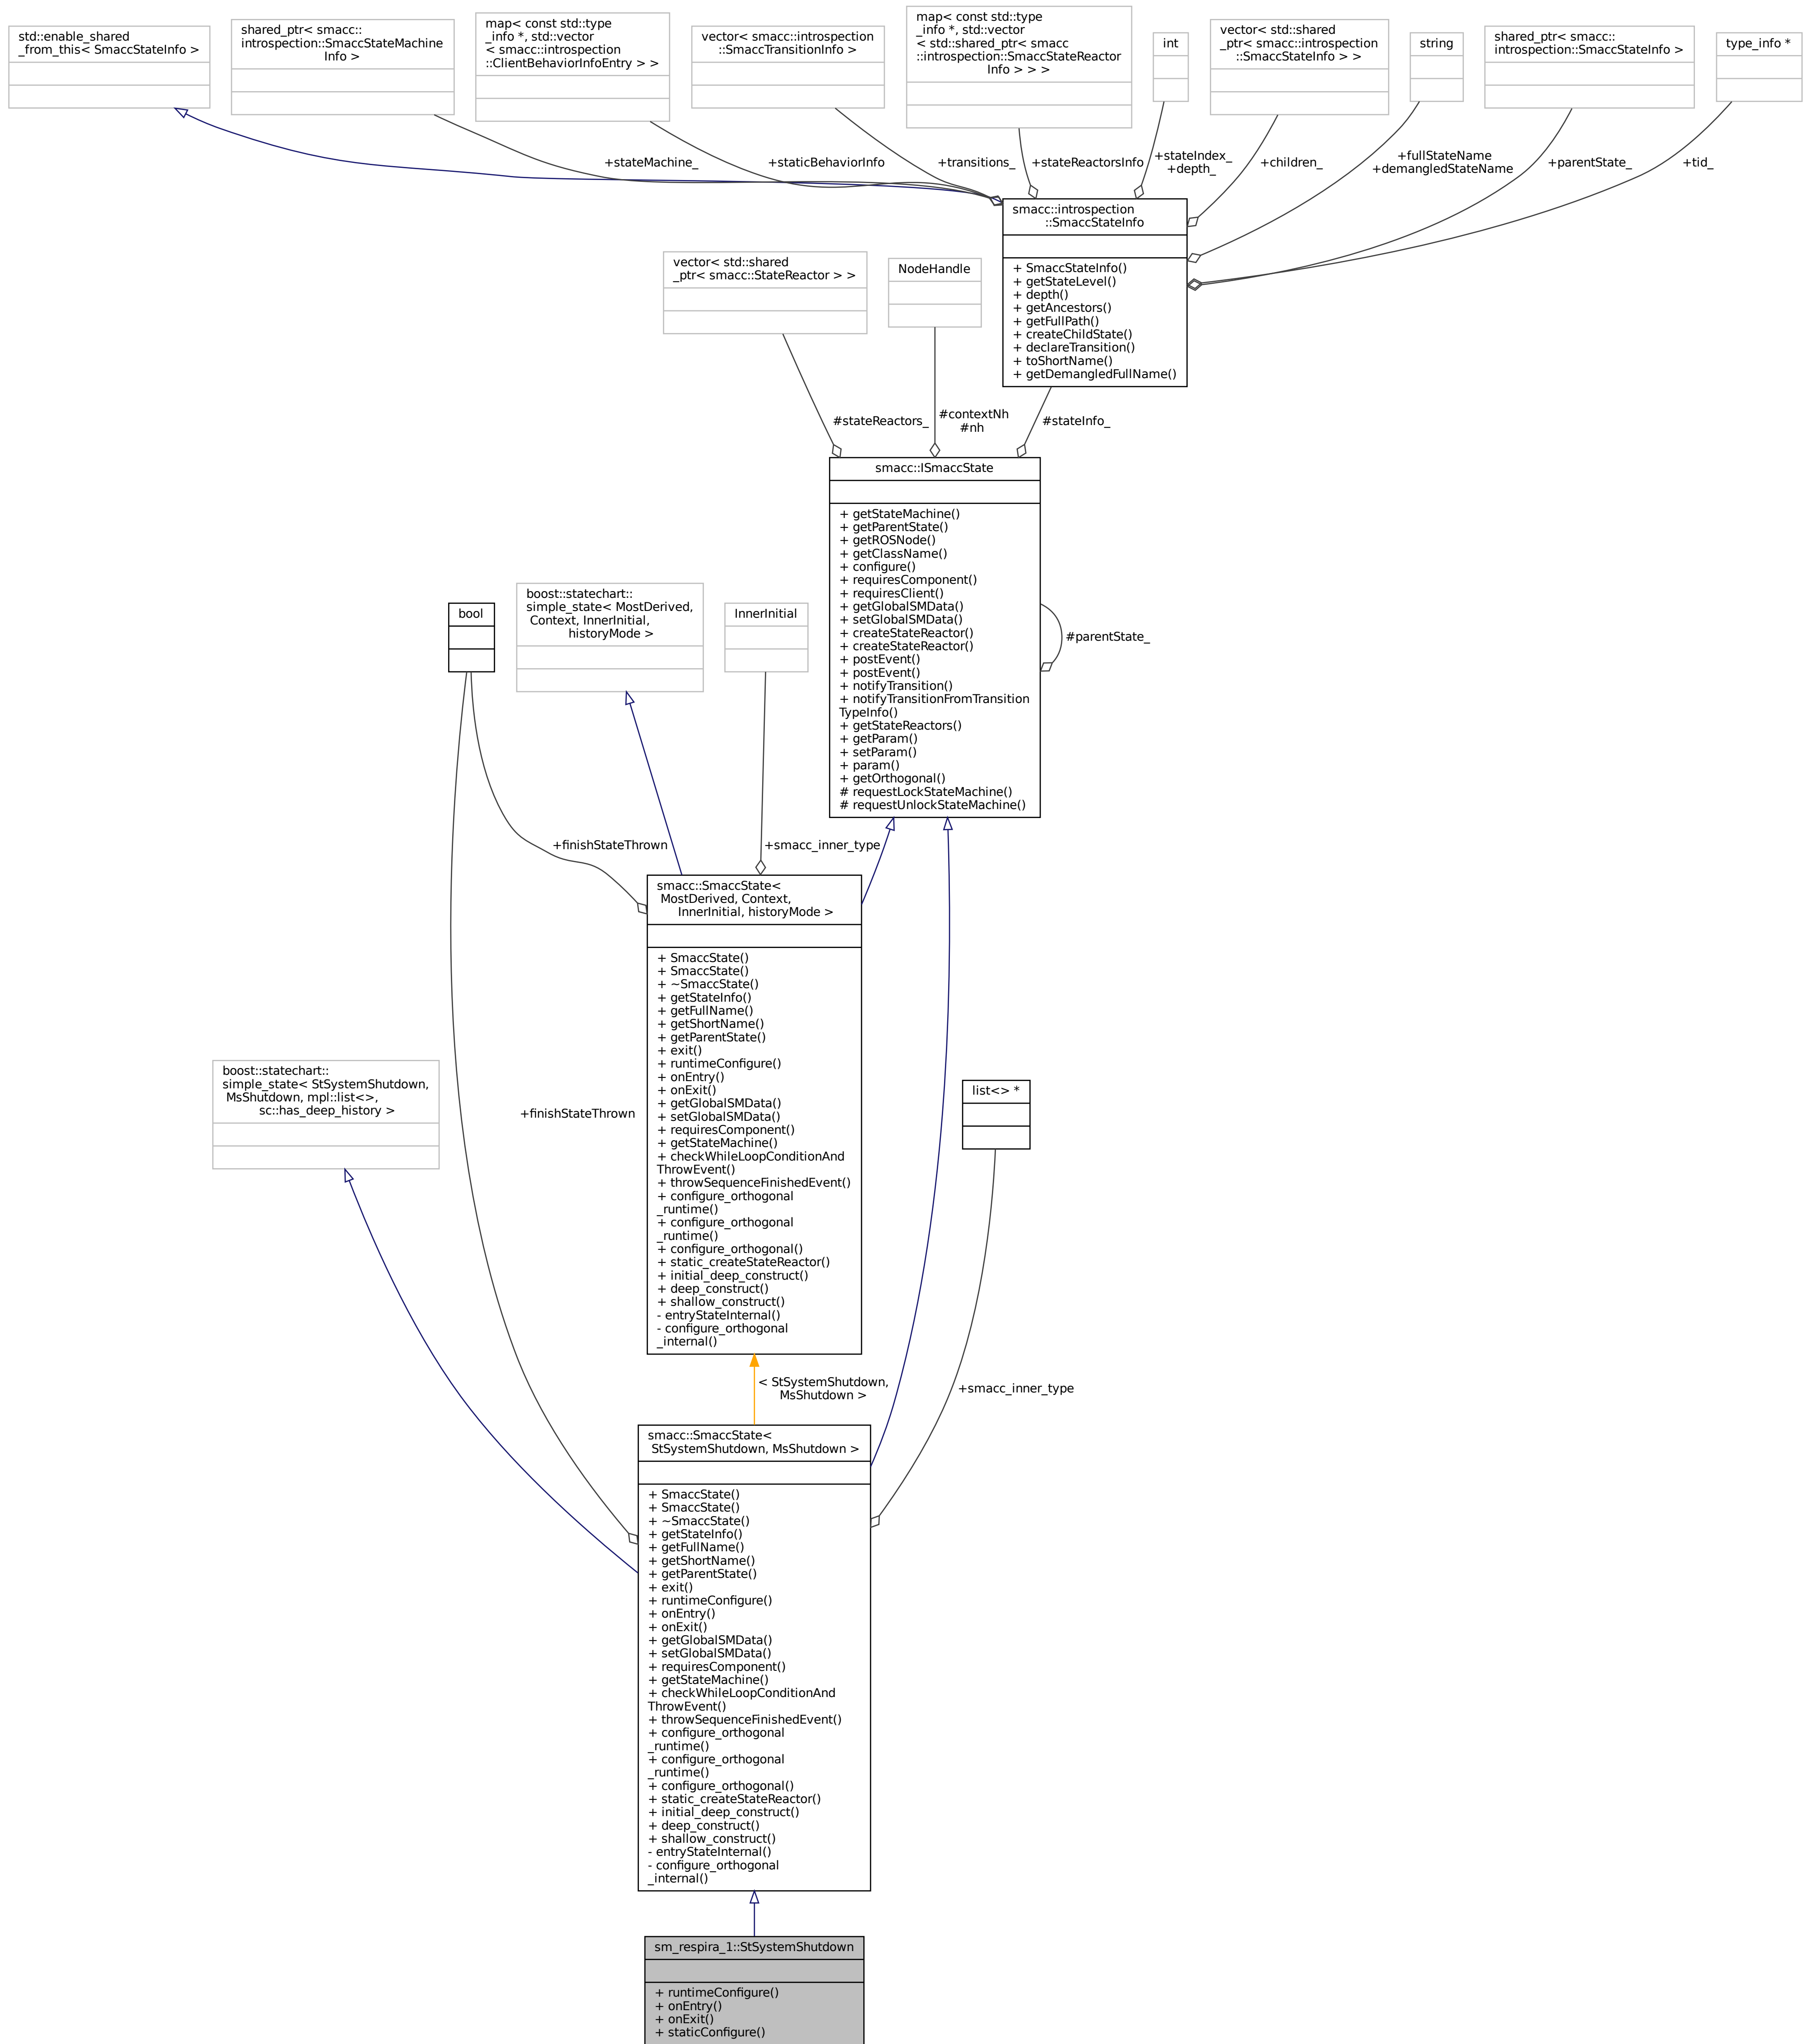 std::enable_shared
_from_this< SmaccStateInfo >
shared_ptr< smacc::
introspection::SmaccStateMachine
Info >
map< const std::type
_info *, std::vector
< smacc::introspection
::ClientBehaviorInfoEntry > >
vector< smacc::introspection
::SmaccTransitionInfo >
map< const std::type
_info *, std::vector
< std::shared_ptr< smacc
::introspection::SmaccStateReactor
Info > > >
int
vector< std::shared
_ptr< smacc::introspection
::SmaccStateInfo > >
string
shared_ptr< smacc::
introspection::SmaccStateInfo >
type_info *
+stateMachine_
+staticBehaviorInfo
+transitions_
+stateReactorsInfo
+stateIndex_
+depth_
+children_
+fullStateName
+demangledStateName
+parentState_
+tid_
smacc::introspection
::SmaccStateInfo
+ SmaccStateInfo()
+ getStateLevel()
+ depth()
+ getAncestors()
+ getFullPath()
+ createChildState()
+ declareTransition()
+ toShortName()
+ getDemangledFullName()
vector< std::shared
_ptr< smacc::StateReactor > >
NodeHandle
#stateReactors_
#contextNh
#nh
#stateInfo_
smacc::ISmaccState
+ getStateMachine()
+ getParentState()
+ getROSNode()
+ getClassName()
+ configure()
+ requiresComponent()
+ requiresClient()
+ getGlobalSMData()
+ setGlobalSMData()
+ createStateReactor()
+ createStateReactor()
+ postEvent()
+ postEvent()
+ notifyTransition()
+ notifyTransitionFromTransition
TypeInfo()
+ getStateReactors()
+ getParam()
+ setParam()
+ param()
+ getOrthogonal()
# requestLockStateMachine()
# requestUnlockStateMachine()
#parentState_
bool
boost::statechart::
simple_state< MostDerived,
Context, InnerInitial,
historyMode >
InnerInitial
+finishStateThrown
+smacc_inner_type
smacc::SmaccState<
MostDerived, Context,
InnerInitial, historyMode >
+ SmaccState()
+ SmaccState()
+ ~SmaccState()
+ getStateInfo()
+ getFullName()
+ getShortName()
+ getParentState()
+ exit()
+ runtimeConfigure()
+ onEntry()
+ onExit()
+ getGlobalSMData()
+ setGlobalSMData()
+ requiresComponent()
+ getStateMachine()
+ checkWhileLoopConditionAnd
ThrowEvent()
+ throwSequenceFinishedEvent()
+ configure_orthogonal
_runtime()
+ configure_orthogonal
_runtime()
+ configure_orthogonal()
+ static_createStateReactor()
+ initial_deep_construct()
+ deep_construct()
+ shallow_construct()
- entryStateInternal()
- configure_orthogonal
_internal()
boost::statechart::
simple_state< StSystemShutdown,
MsShutdown, mpl::list<>,
sc::has_deep_history >
+finishStateThrown
list<> *
< StSystemShutdown,
MsShutdown >
+smacc_inner_type
smacc::SmaccState<
StSystemShutdown, MsShutdown >
+ SmaccState()
+ SmaccState()
+ ~SmaccState()
+ getStateInfo()
+ getFullName()
+ getShortName()
+ getParentState()
+ exit()
+ runtimeConfigure()
+ onEntry()
+ onExit()
+ getGlobalSMData()
+ setGlobalSMData()
+ requiresComponent()
+ getStateMachine()
+ checkWhileLoopConditionAnd
ThrowEvent()
+ throwSequenceFinishedEvent()
+ configure_orthogonal
_runtime()
+ configure_orthogonal
_runtime()
+ configure_orthogonal()
+ static_createStateReactor()
+ initial_deep_construct()
+ deep_construct()
+ shallow_construct()
- entryStateInternal()
- configure_orthogonal
_internal()
sm_respira_1::StSystemShutdown
+ runtimeConfigure()
+ onEntry()
+ onExit()
+ staticConfigure()